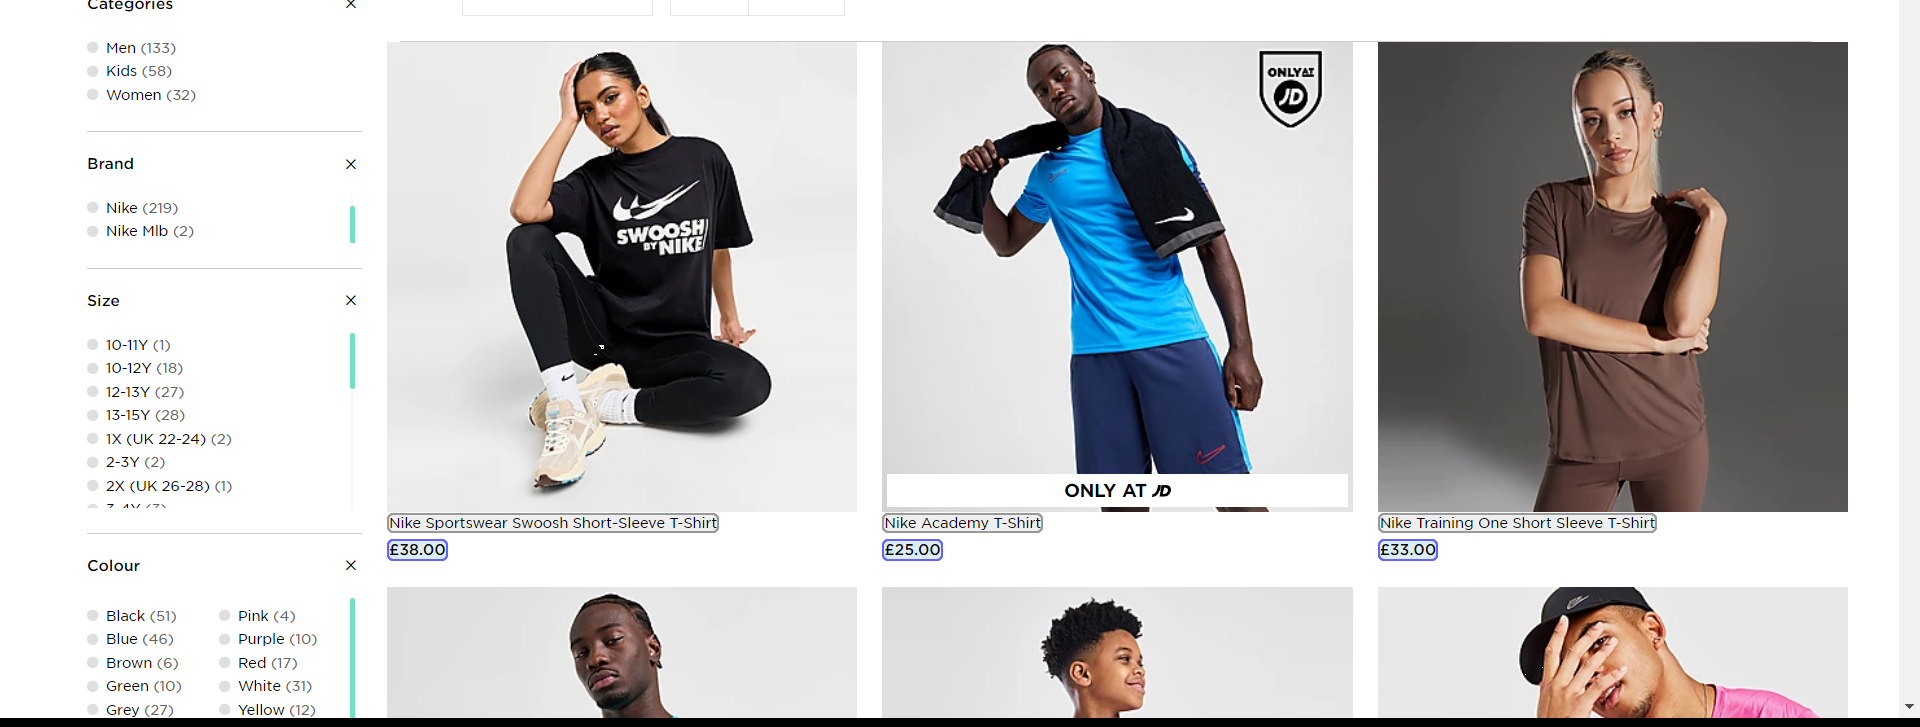 Categories
Men (133)
Kids (58)
Women (32)
Brand
Nike (219)
Nike Mlb (2)
Size
10-11Y (1)
10-12Y (18)
12-13Y (27)
13-15Y (28)
1X (UK 22-24) (2)
2-3Y (2)
2X (UK 26-28) (1)
3-4Y (3)
Colour
Black (51)
Pink (4)
Blue (46)
Purple (10)
Brown (6)
Red (17)
Green (10)
White (31)
Grey (27)
Yellow (12)
SWOOSH
BY NIKE
ONLY AT
JD
ONLY AT JD
Nike Sportswear Swoosh Short-Sleeve T-Shirt
£38.00
Nike Academy T-Shirt
£25.00
Nike Training One Short Sleeve T-Shirt
£33.00